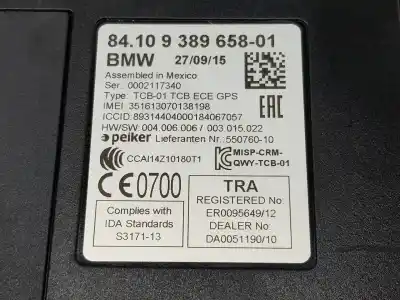 84.10 9 389 658-01
BMW 27/09/15
Assembled in Mexico
Ser.: 0002117340
Type: TCB-01 TCB ECE GPS
IMEI: 351613070138198
ICCID: 89314404000184067057
HW/SW: 004.006.006 / 003.015.022
peiker Lieferanten Nr.: 550760-10
CCAI14Z10180T1
MISP-CRM-
QWY-TCB-01
CE0700
Complies with
IDA Standards
S3171-13
TRA
REGISTERED No:
ER0095649/12
DEALER No:
DA0051190/10
EAC